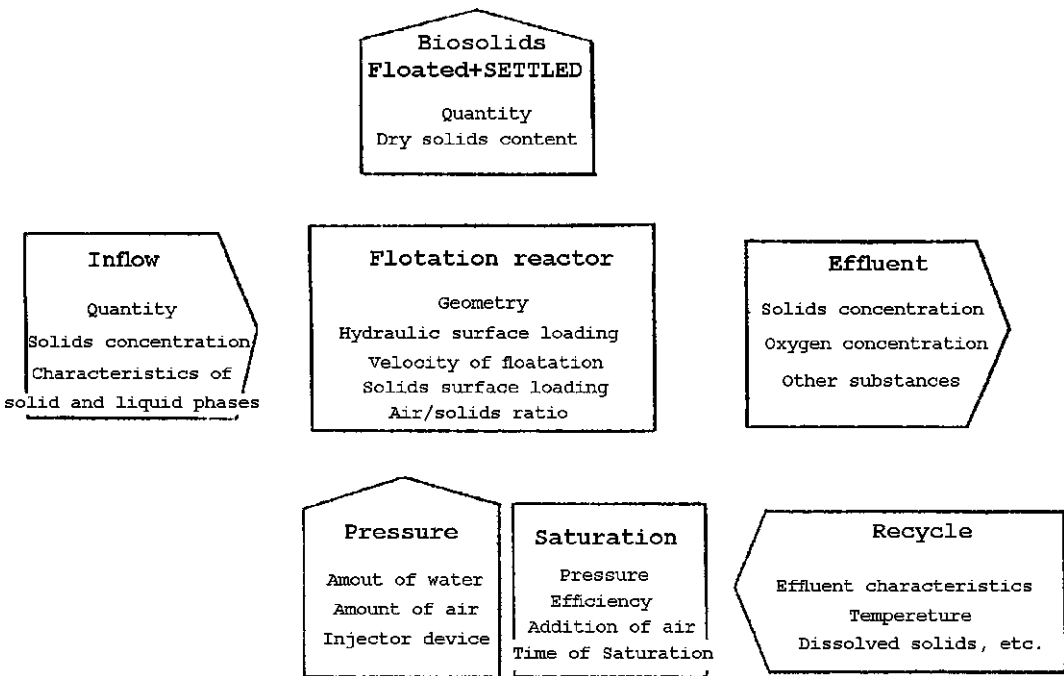 Biosolids
Floated+SETTLED
Quantity
Dry solids content
Inflow
Quantity
Solids concentration
Characteristics of
solid and liquid phases
Flotation reactor
Geometry
Hydraulic surface loading
Velocity of floatation
Solids surface loading
Air/solids ratio
Effluent
Solids concentration
Oxygen concentration
Other substances
Pressure
Amout of water
Amount of air
Injector device
Saturation
Pressure
Efficiency
Addition of air
Time of Saturation
Recycle
Effluent characteristics
Tempereture
Dissolved solids, etc.